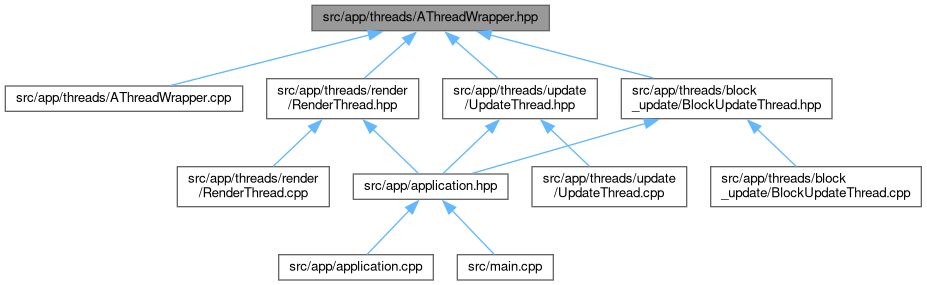 src/app/threads/AThreadWrapper.hpp
src/app/threads/AThreadWrapper.cpp
src/app/threads/render
/RenderThread.hpp
src/app/threads/update
/UpdateThread.hpp
src/app/threads/block
_update/BlockUpdateThread.hpp
src/app/threads/render
/RenderThread.cpp
src/app/application.hpp
src/app/threads/update
/UpdateThread.cpp
src/app/threads/block
_update/BlockUpdateThread.cpp
src/app/application.cpp
src/main.cpp